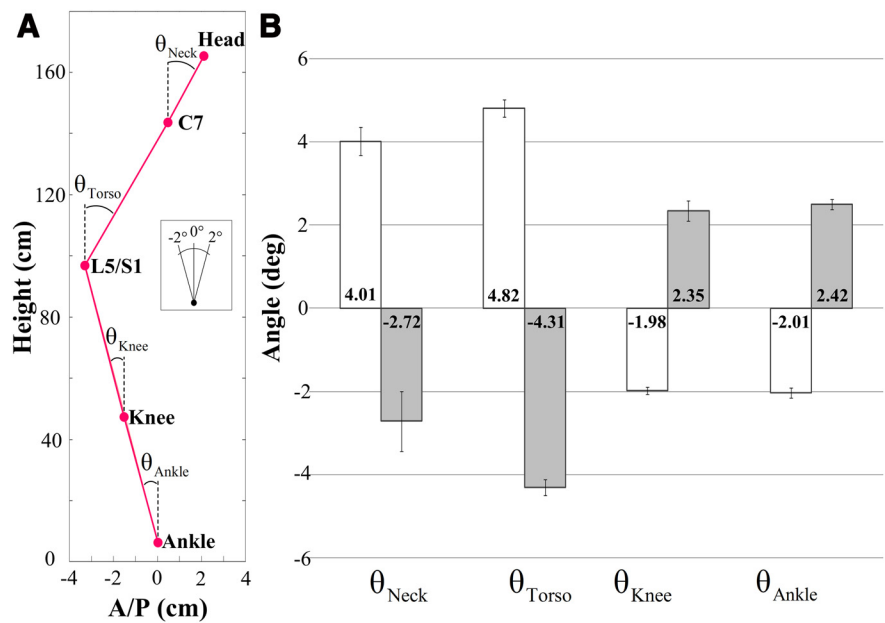 A
B
θNeck
Head
C7
θTorso
-2° 0° 2°
L5/S1
θKnee
Knee
θAnkle
Ankle
Height (cm)
160
120
80
40
0
-4 -2 0 2 4
A/P (cm)
Angle (deg)
6
4
2
0
-2
-4
-6
4.01 4.82 2.35 2.42
-2.72 -4.31 -1.98 -2.01
θNeck θTorso θKnee θAnkle